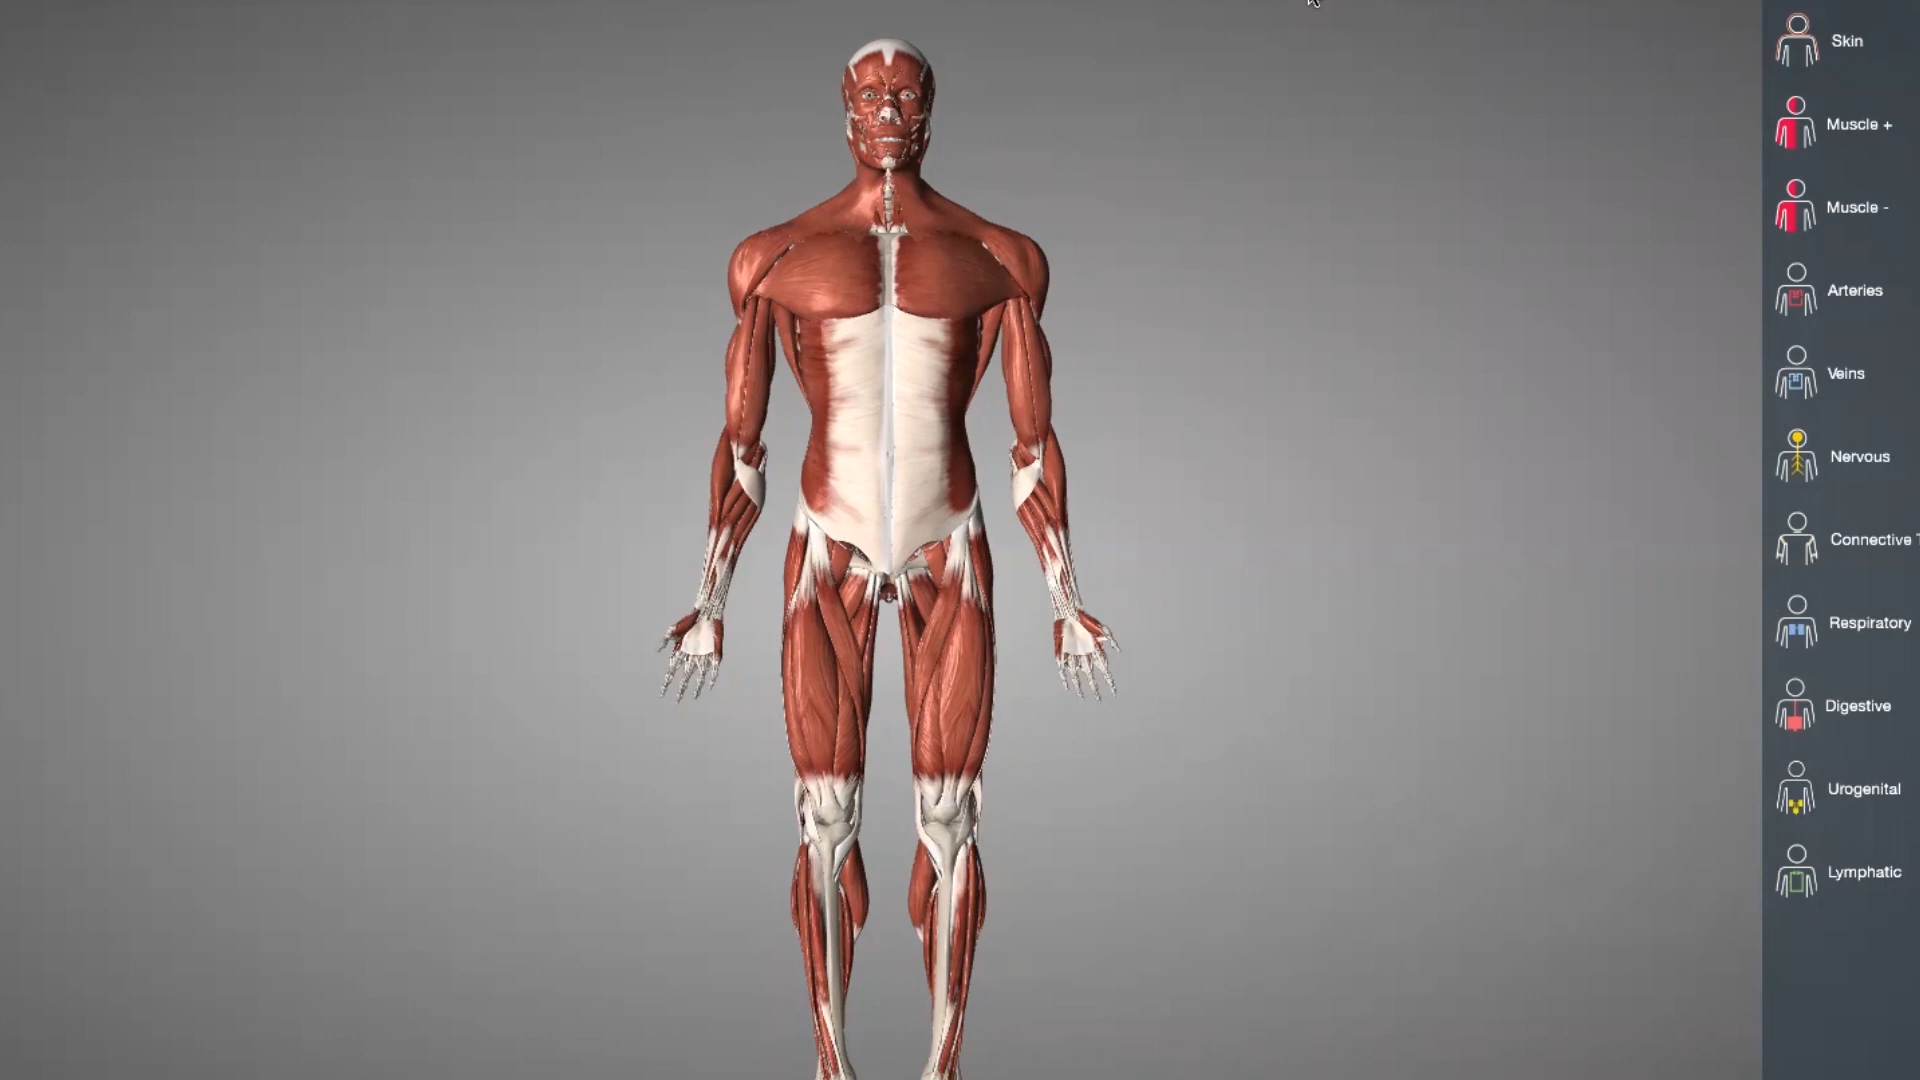 Skin
Muscle +
Muscle -
Arteries
Veins
Nervous
Connective
Respiratory
Digestive
Urogenital
Lymphatic